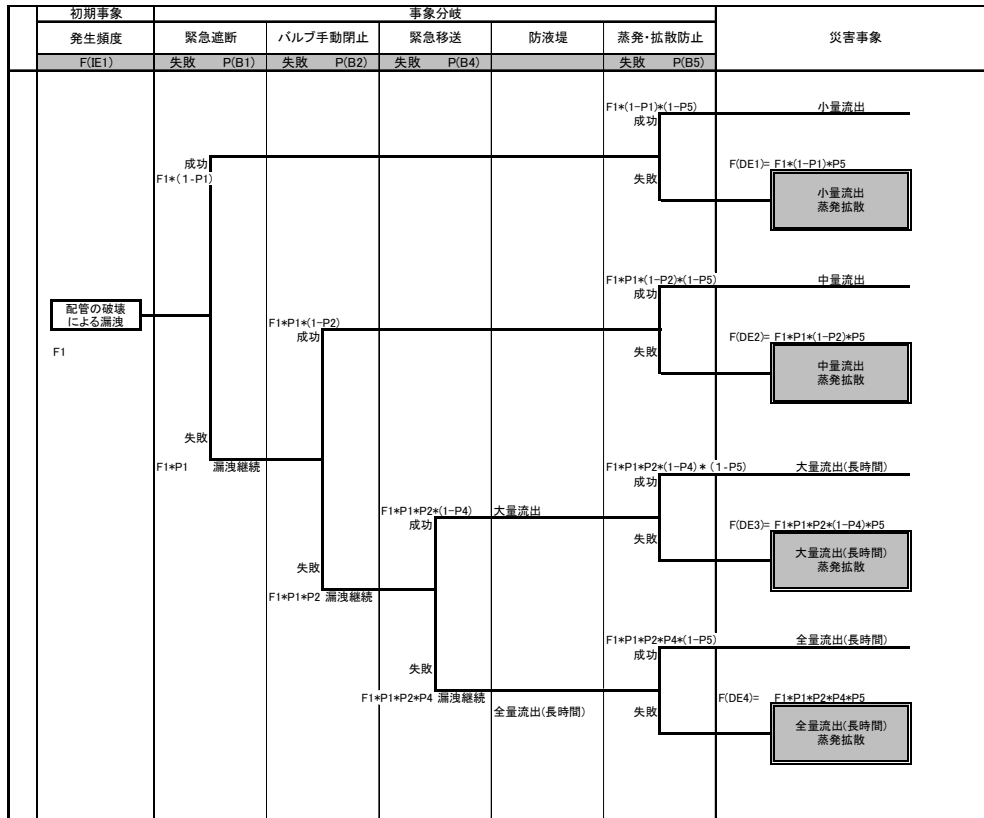 初期事象
事象分岐
発生頻度
緊急遮断
バルブ手動閉止
緊急移送
防液堤
蒸発・拡散防止
災害事象
F(IE1)
失敗 P(B1)
失敗 P(B2)
失敗 P(B4)
失敗 P(B5)
F1*(1-P1)*(1-P5)
小量流出
成功
成功
F1*(1-P1)
F(DE1)= F1*(1-P1)*P5
失敗
小量流出
蒸発拡散
F1*P1*(1-P2)*(1-P5)
中量流出
成功
配管の破壊
による漏洩
F1*P1*(1-P2)
成功
F1
F(DE2)= F1*P1*(1-P2)*P5
失敗
中量流出
蒸発拡散
失敗
F1*P1 漏洩継続
F1*P1*P2*(1-P4)*(1-P5)
大量流出(長時間)
成功
F1*P1*P2*(1-P4)
大量流出
成功
F(DE3)= F1*P1*P2*(1-P4)*P5
失敗
大量流出(長時間)
蒸発拡散
失敗
F1*P1*P2 漏洩継続
F1*P1*P2*P4*(1-P5)
全量流出(長時間)
成功
失敗
F1*P1*P2*P4 漏洩継続
F(DE4)= F1*P1*P2*P4*P5
全量流出(長時間)
失敗
全量流出(長時間)
蒸発拡散